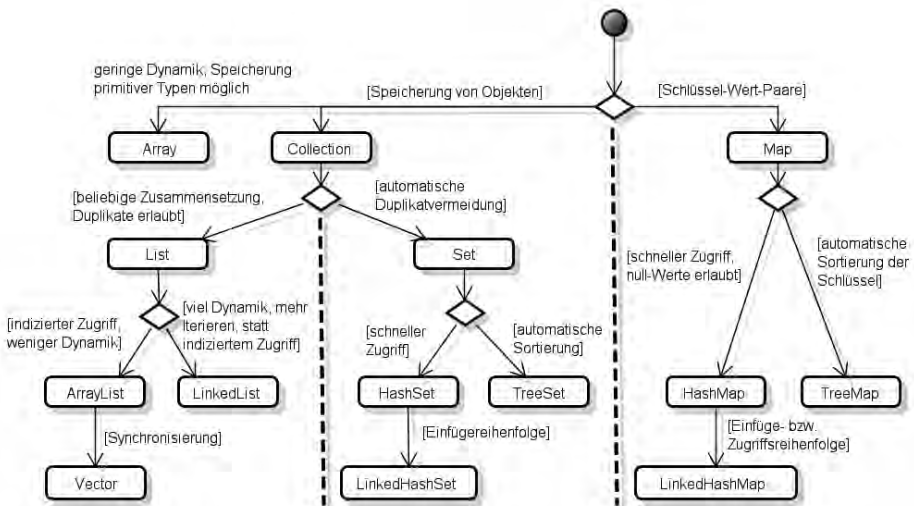 geringe Dynamik, Speicherung
primitiver Typen möglich
[Speicherung von Objekten]
[Schlüssel-Wert-Paare]
Array
Collection
Map
[beliebige Zusammensetzung,
Duplikate erlaubt]
[automatische
Duplikatvermeidung]
List
Set
[schneller Zugriff,
null-Werte erlaubt]
[automatische
Sortierung der
Schlüssel]
[indizierter Zugriff,
weniger Dynamik]
[viel Dynamik, mehr
Iterieren, statt
indiziertem Zugriff]
[schneller
Zugriff]
[automatische
Sortierung]
ArrayList
LinkedList
HashSet
TreeSet
HashMap
TreeMap
[Synchronisierung]
[Einfügereihenfolge]
[Einfüge- bzw.
Zugriffsreihenfolge]
Vector
LinkedHashSet
LinkedHashMap